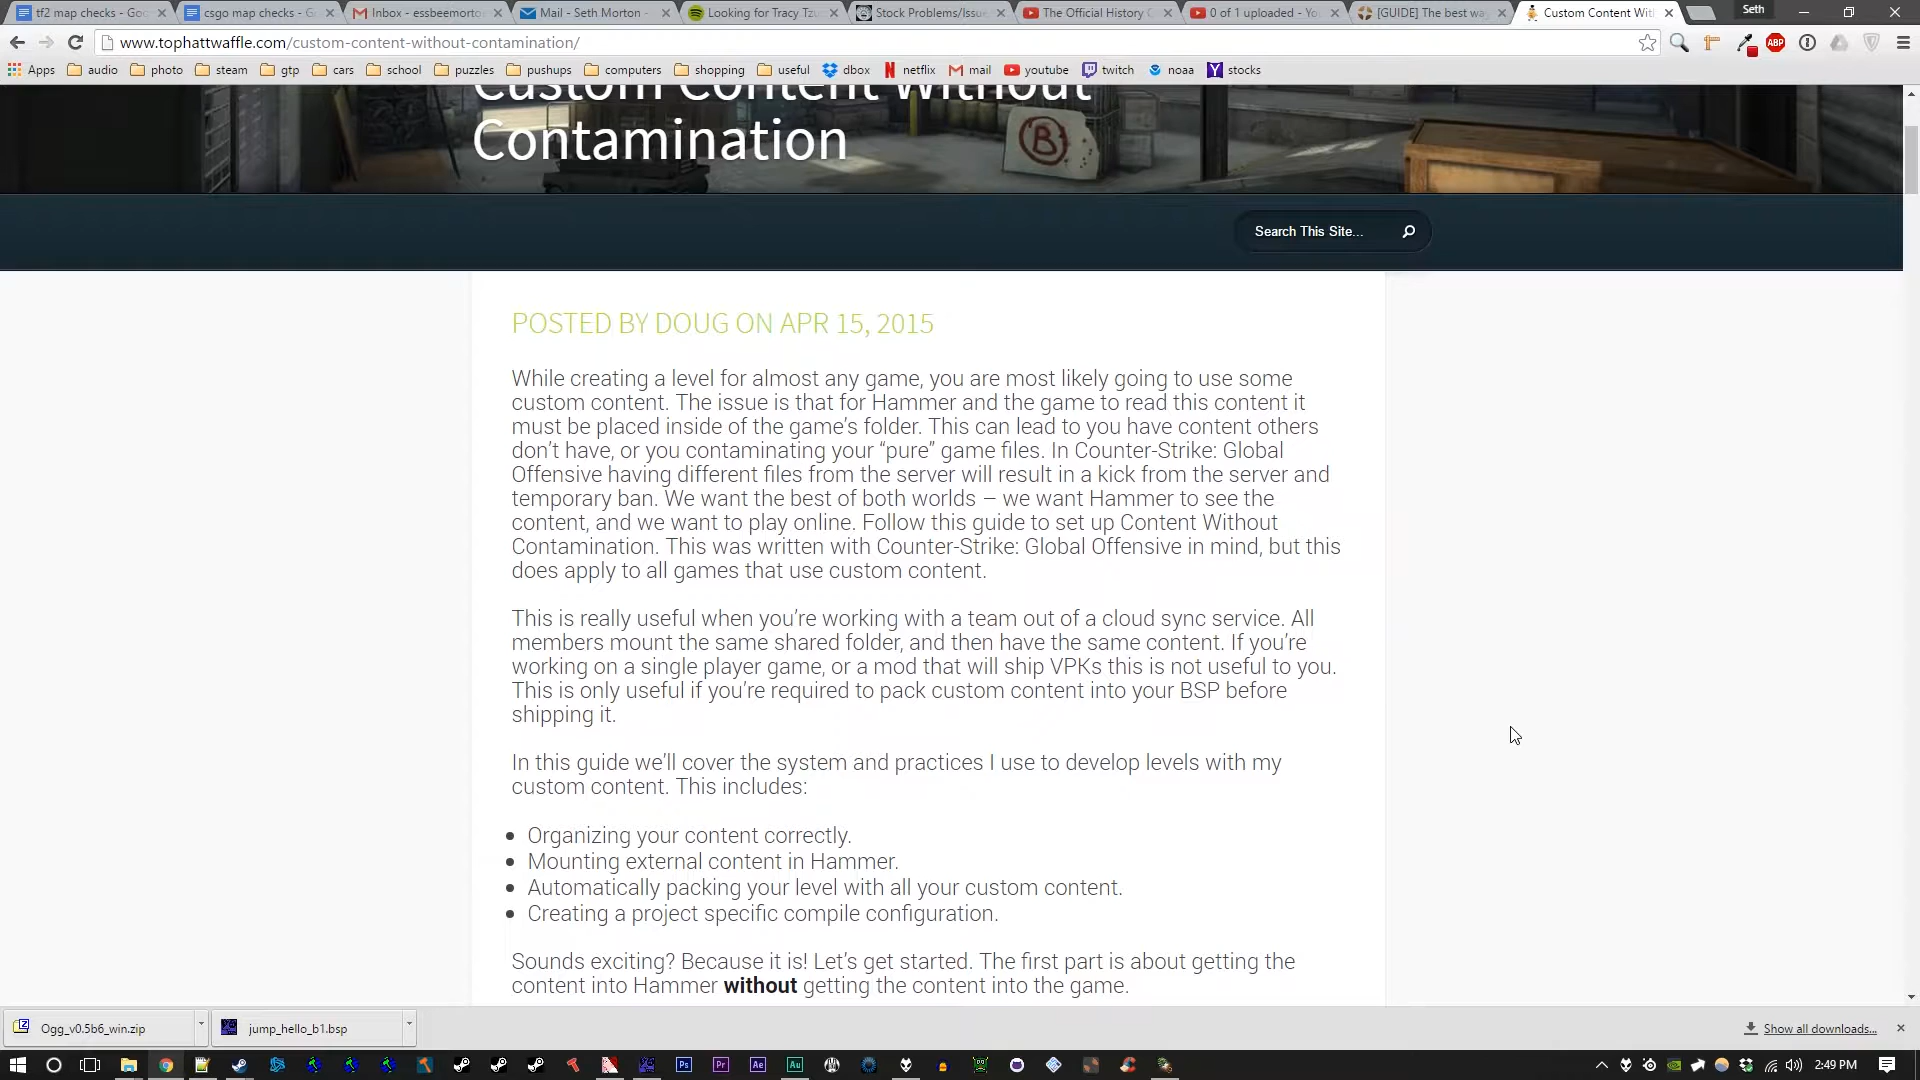 tf2 map checks - Goo
csgo map checks - G
Inbox - essbeemorto
Mail - Seth Morton -
Looking for Tracy Tzu
Stock Problems/Issue
The Official History
0 of 1 uploaded - Yo
[GUIDE] The best wa
Custom Content Wit
Seth
www.tophattwaffle.com/custom-content-without-contamination/
ABP
Apps
audio
photo
steam
gtp
cars
school
puzzles
pushups
computers
shopping
useful
dbox
netflix
mail
youtube
twitch
noaa
stocks
Custom Content Without
Contamination
B
Search This Site...
POSTED BY DOUG ON APR 15, 2015
While creating a level for almost any game, you are most likely going to use some
custom content. The issue is that for Hammer and the game to read this content it
must be placed inside of the game’s folder. This can lead to you have content others
don’t have, or you contaminating your “pure” game files. In Counter-Strike: Global
Offensive having different files from the server will result in a kick from the server and
temporary ban. We want the best of both worlds – we want Hammer to see the
content, and we want to play online. Follow this guide to set up Content Without
Contamination. This was written with Counter-Strike: Global Offensive in mind, but this
does apply to all games that use custom content.
This is really useful when you’re working with a team out of a cloud sync service. All
members mount the same shared folder, and then have the same content. If you’re
working on a single player game, or a mod that will ship VPKs this is not useful to you.
This is only useful if you’re required to pack custom content into your BSP before
shipping it.
In this guide we’ll cover the system and practices I use to develop levels with my
custom content. This includes:
Organizing your content correctly.
Mounting external content in Hammer.
Automatically packing your level with all your custom content.
Creating a project specific compile configuration.
Sounds exciting? Because it is! Let’s get started. The first part is about getting the
content into Hammer without getting the content into the game.
Ogg_v0.5b6_win.zip
jump_hello_b1.bsp
Show all downloads...
Ps
Pr
Ae
Au
2:49 PM